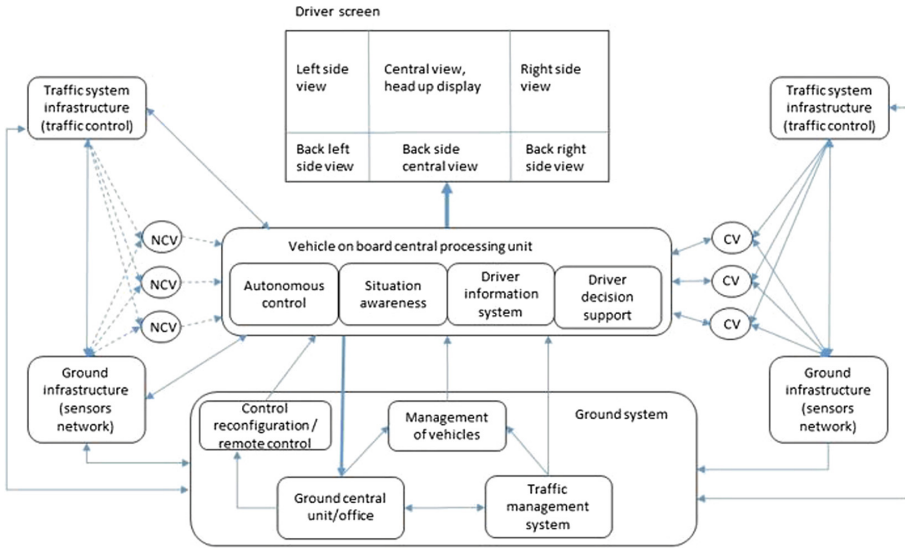 Driver screen
Left side
view
Central view,
head up display
Right side
view
Back left
side view
Back side
central view
Back right
side view
Traffic system
infrastructure
(traffic control)
Traffic system
infrastructure
(traffic control)
NCV
NCV
NCV
Vehicle on board central processing unit
Autonomous
control
Situation
awareness
Driver
information
system
Driver
decision
support
CV
CV
CV
Ground
infrastructure
(sensors
network)
Ground
infrastructure
(sensors
network)
Ground system
Control
reconfiguration /
remote control
Management
of vehicles
Ground central
unit/office
Traffic
management
system